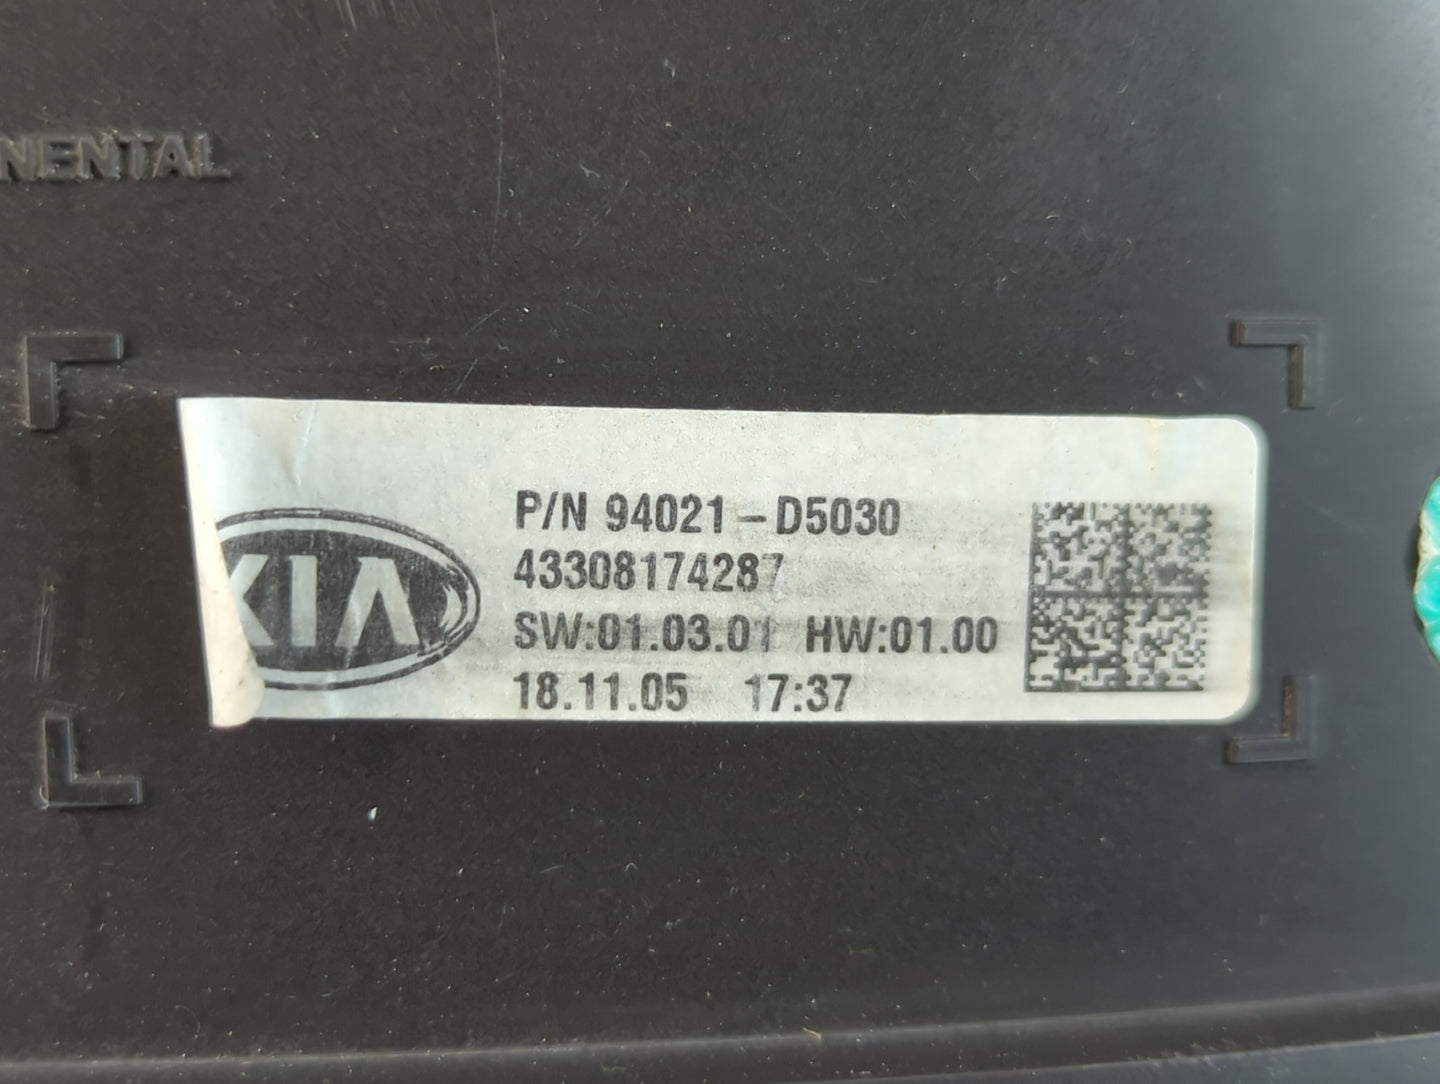 NENTAL
KIA
P/N 94021-D5030
43308174287
SW:01.03.01 HW:01.00
18.11.05 17:37